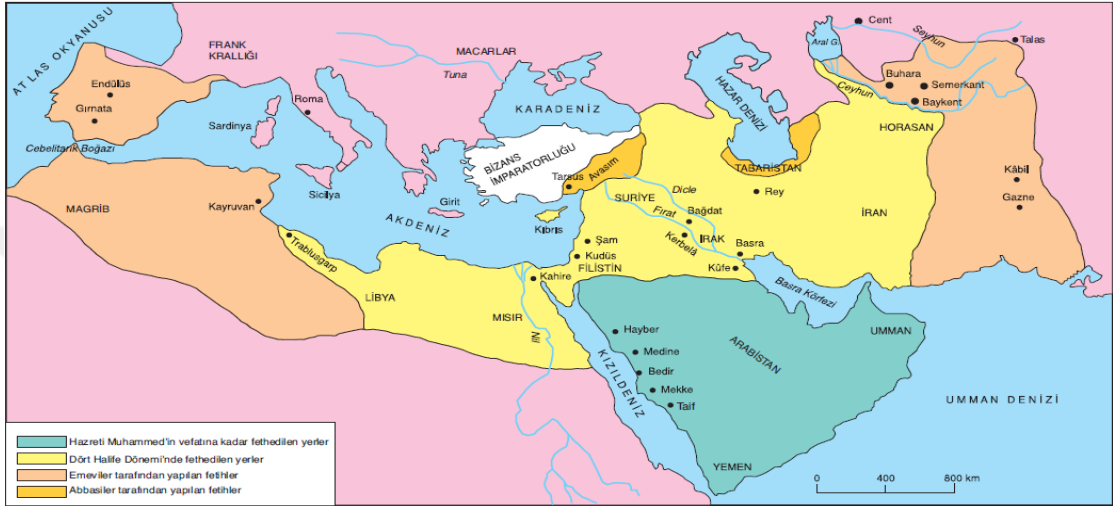 ATLAS OKYANUSU
FRANK
KRALLIĞI
MACARLAR
Tuna
Cent
Aral G.
Seyhun
Talas
Endülüs
Gırnata
Roma
Sardinya
KARADENİZ
HAZAR DENİZİ
Buhara
Semerkant
Ceyhun
Baykent
HORASAN
Cebelitarık Boğazı
BİZANS
İMPARATORLUĞU
Tarsus
Avasım
TABARİSTAN
MAGRİB
Kayruvan
Sicilya
Girit
AKDENİZ
Kıbrıs
SURİYE
Dicle
Rey
İRAN
Kâbil
Gazne
Fırat
Bağdat
Trablusgarp
Şam
Kudüs
FİLİSTİN
Kerbelâ
IRAK
Basra
Kûfe
LİBYA
Kahire
MISIR
Nil
Basra Körfezi
UMMAN
Hayber
Medine
Bedir
Mekke
Taif
ARABİSTAN
KIZILDENİZ
UMMAN DENİZİ
YEMEN
Hazreti Muhammed'in vefatına kadar fethedilen yerler
Dört Halife Dönemi'nde fethedilen yerler
Emeviler tarafından yapılan fetihler
Abbasiler tarafından yapılan fetihler
0 400 800 km